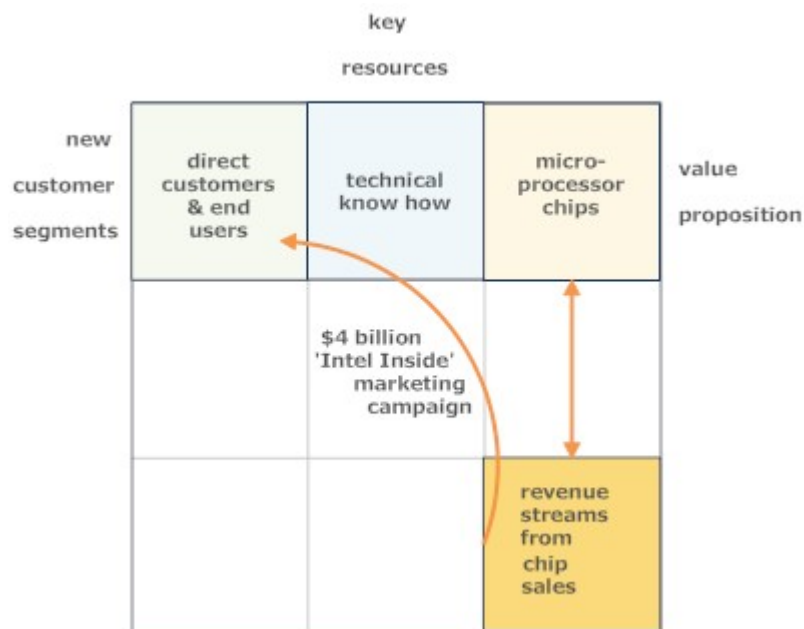 key
resources
new
customer
segments
direct
customers
& end
users
technical
know how
micro-
processor
chips
value
proposition
$4 billion
'Intel Inside'
marketing
campaign
revenue
streams
from
chip
sales